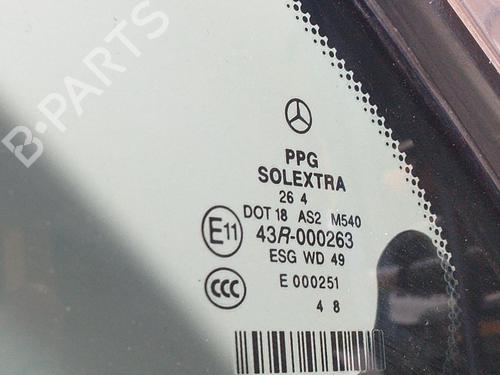 B-PARTS
PPG
SOLEXTRA
26 4
DOT 18 AS2 M540
E11 43R-000263
ESG WD 49
CCC E 000251
4 8